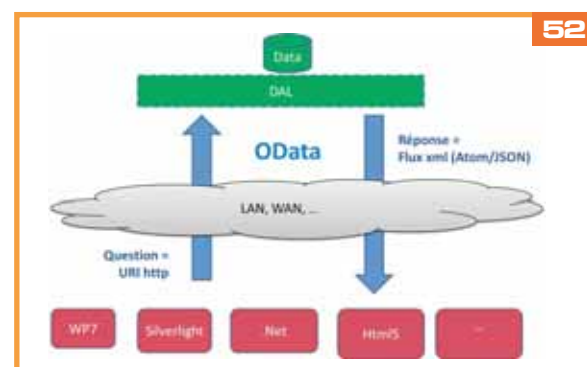 52
Data
DAL
OData
Réponse =
Flux xml (Atom/JSON)
LAN, WAN, ...
Question =
URI http
WP7
Silverlight
Net
Html5
...